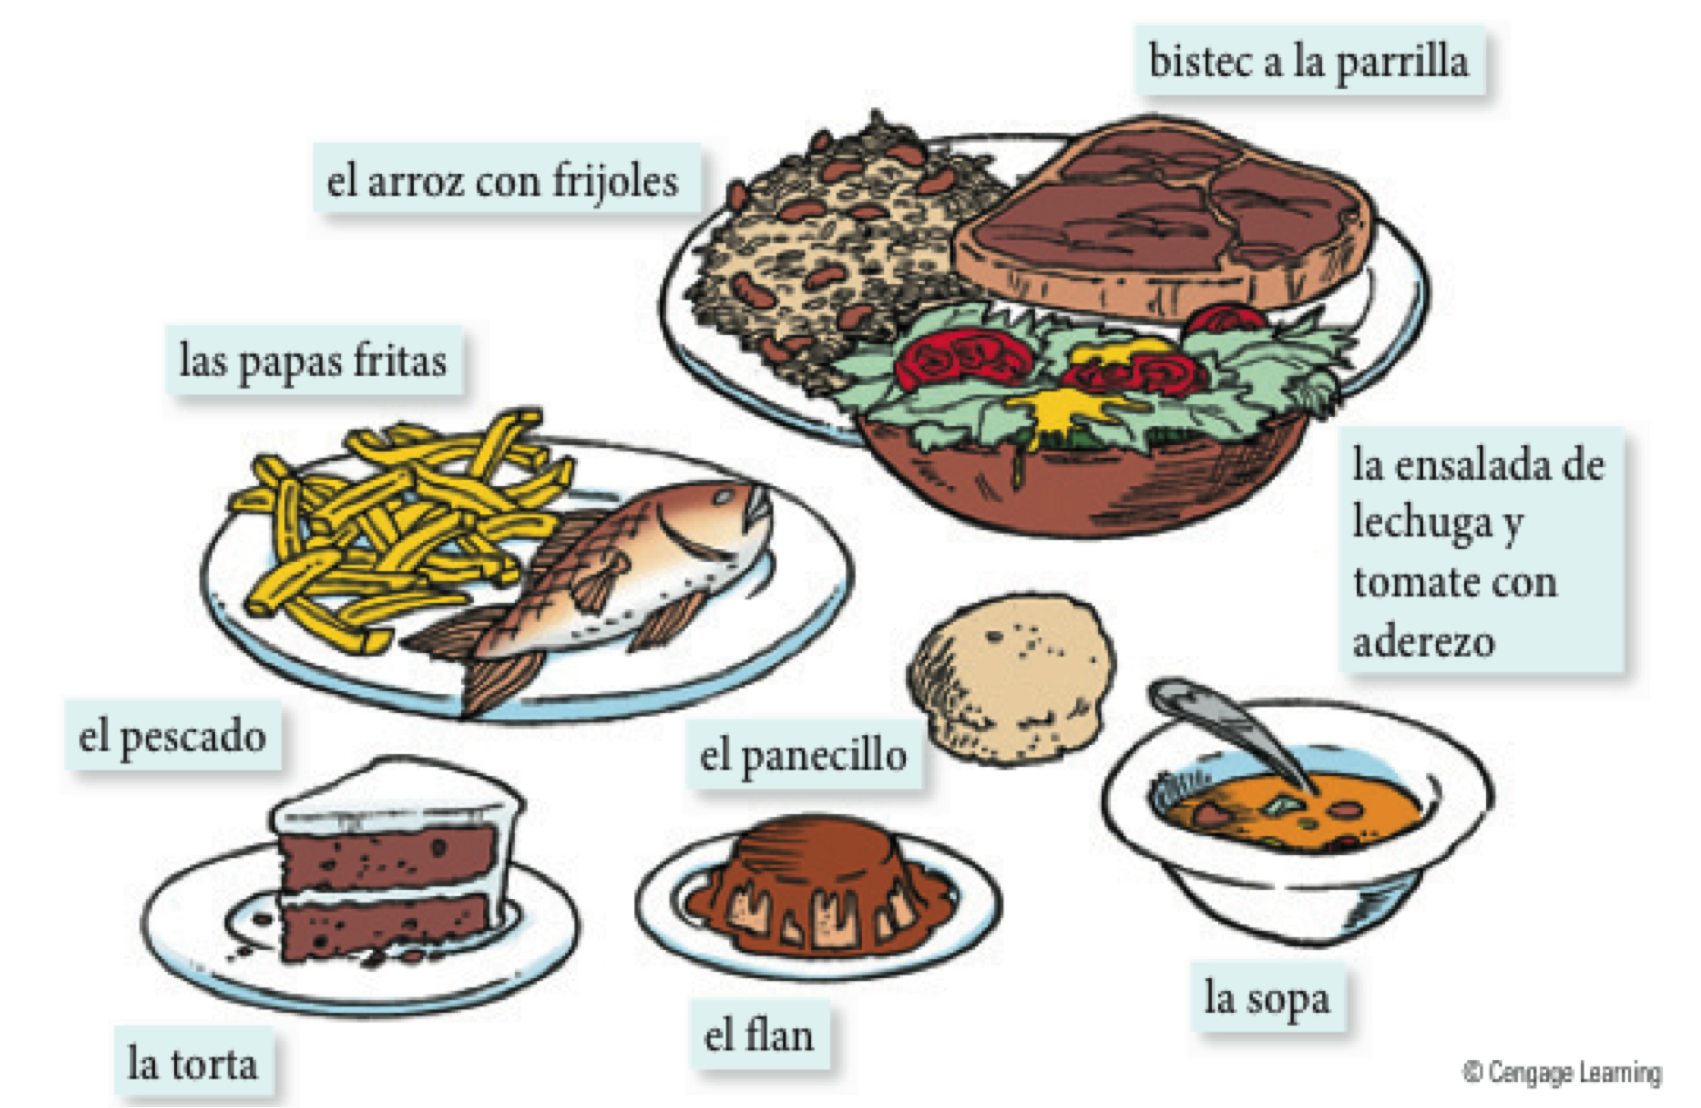 bistec a la parrilla
el arroz con frijoles
las papas fritas
la ensalada de
lechuga y
tomate con
aderezo
el pescado
el panecillo
la sopa
el flan
la torta
© Cengage Learning